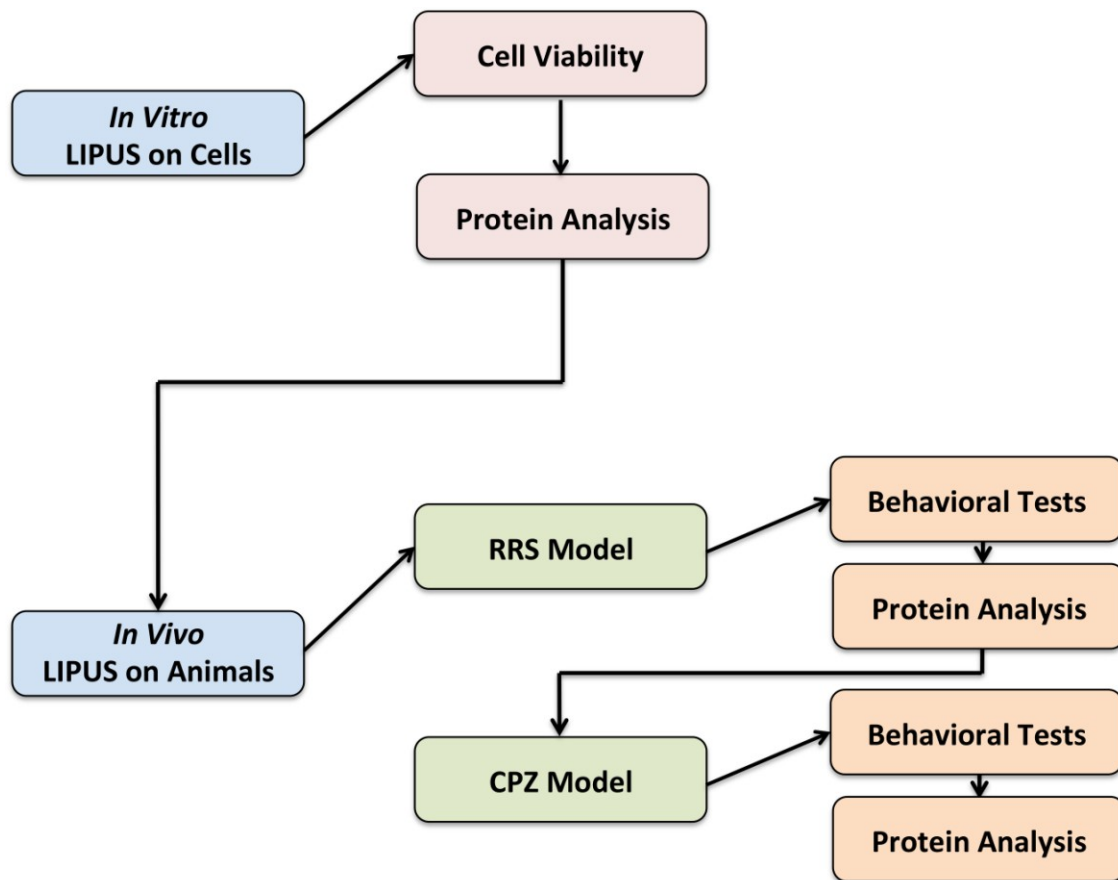 Cell Viability
In Vitro
LIPUS on Cells
Protein Analysis
Behavioral Tests
RRS Model
Protein Analysis
In Vivo
LIPUS on Animals
Behavioral Tests
CPZ Model
Protein Analysis